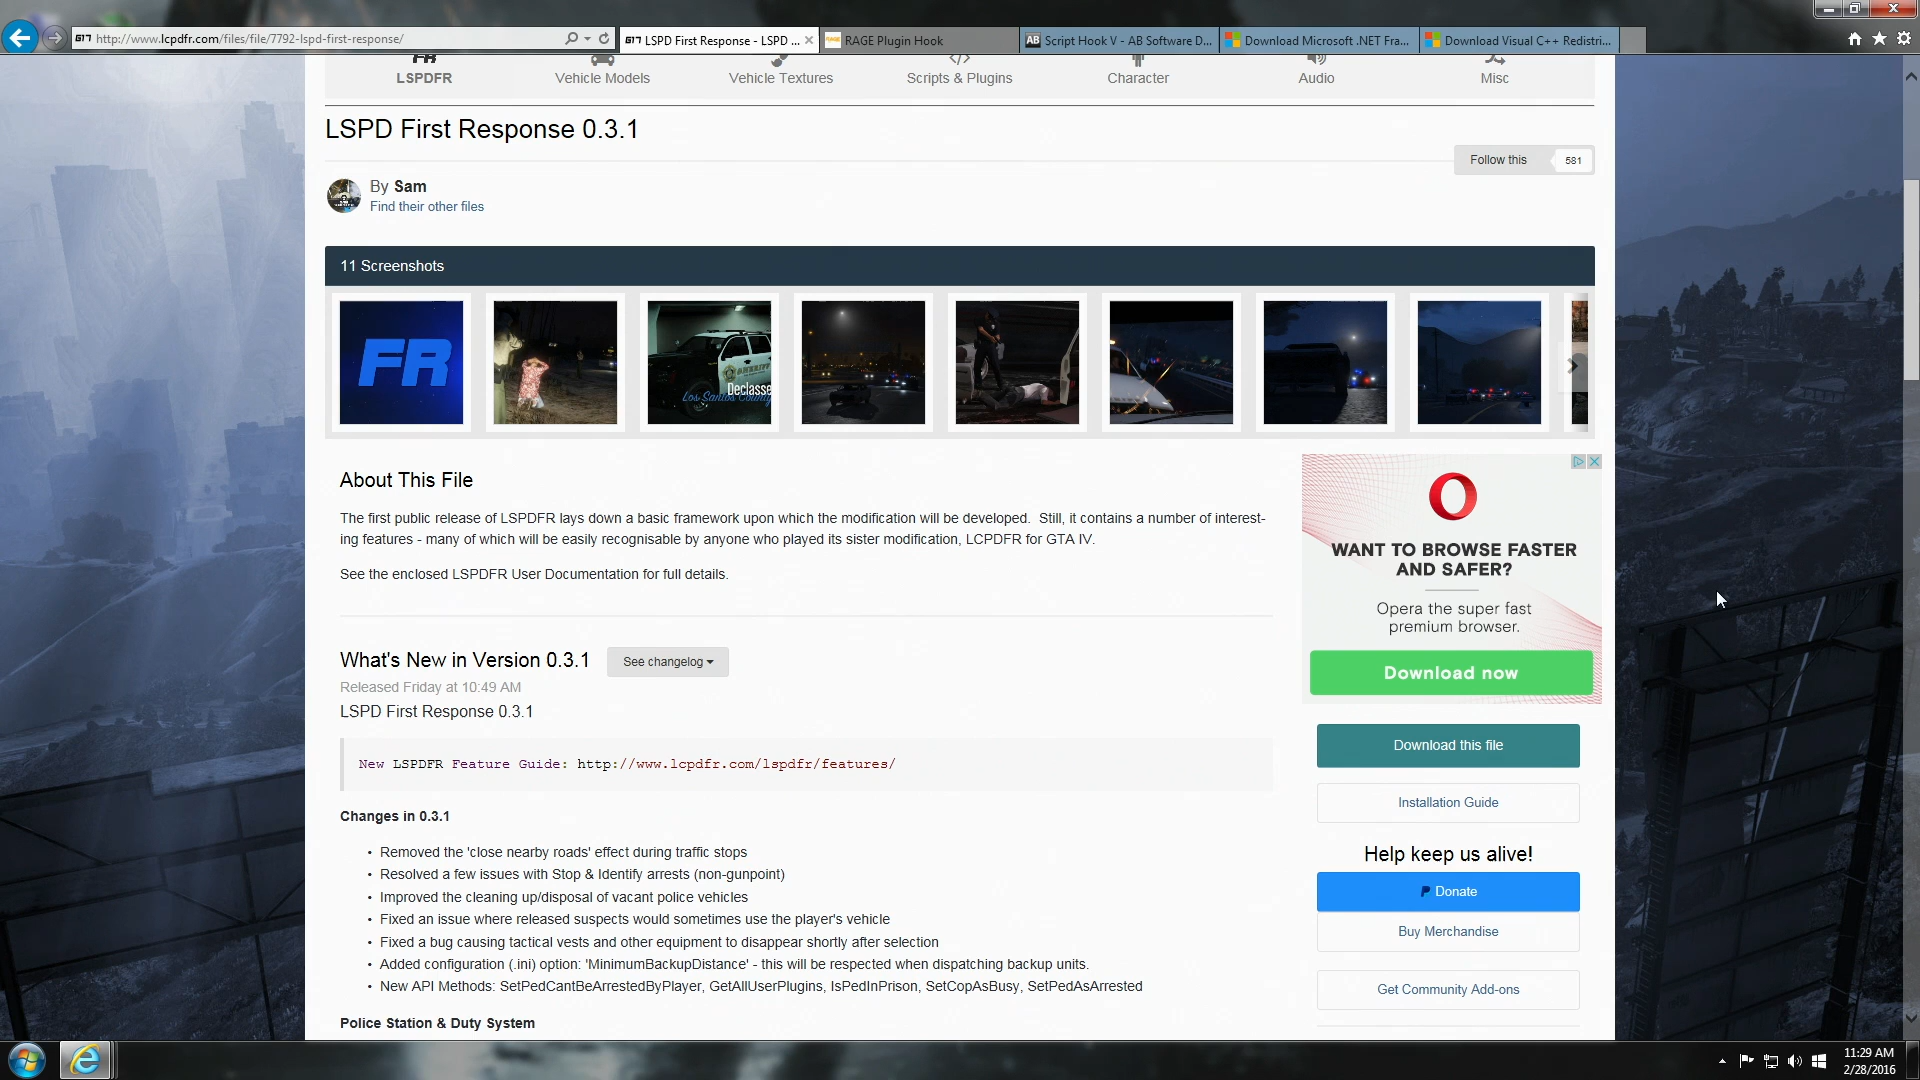 http://www.lcpdfr.com/files/file/7792-lspd-first-response/
LSPD First Response - LSPD ...
RAGE Plugin Hook
AB Script Hook V - AB Software D...
Download Microsoft .NET Fra...
Download Visual C++ Redistri...
LSPDFR
Vehicle Models
Vehicle Textures
Scripts & Plugins
Character
Audio
Misc
LSPD First Response 0.3.1
Follow this
581
By Sam
Find their other files
11 Screenshots
FR
SHERIFF
Declasse
Los Santos County
About This File
The first public release of LSPDFR lays down a basic framework upon which the modification will be developed.  Still, it contains a number of interest-
ing features - many of which will be easily recognisable by anyone who played its sister modification, LCPDFR for GTA IV.
See the enclosed LSPDFR User Documentation for full details.
WANT TO BROWSE FASTER
AND SAFER?
Opera the super fast
premium browser.
Download now
What's New in Version 0.3.1
See changelog
Released Friday at 10:49 AM
LSPD First Response 0.3.1
New LSPDFR Feature Guide: http://www.lcpdfr.com/lspdfr/features/
Download this file
Installation Guide
Help keep us alive!
Donate
Buy Merchandise
Get Community Add-ons
Changes in 0.3.1
• Removed the 'close nearby roads' effect during traffic stops
• Resolved a few issues with Stop & Identify arrests (non-gunpoint)
• Improved the cleaning up/disposal of vacant police vehicles
• Fixed an issue where released suspects would sometimes use the player's vehicle
• Fixed a bug causing tactical vests and other equipment to disappear shortly after selection
• Added configuration (.ini) option: 'MinimumBackupDistance' - this will be respected when dispatching backup units.
• New API Methods: SetPedCantBeArrestedByPlayer, GetAllUserPlugins, IsPedInPrison, SetCopAsBusy, SetPedAsArrested
Police Station & Duty System
11:29 AM
2/28/2016